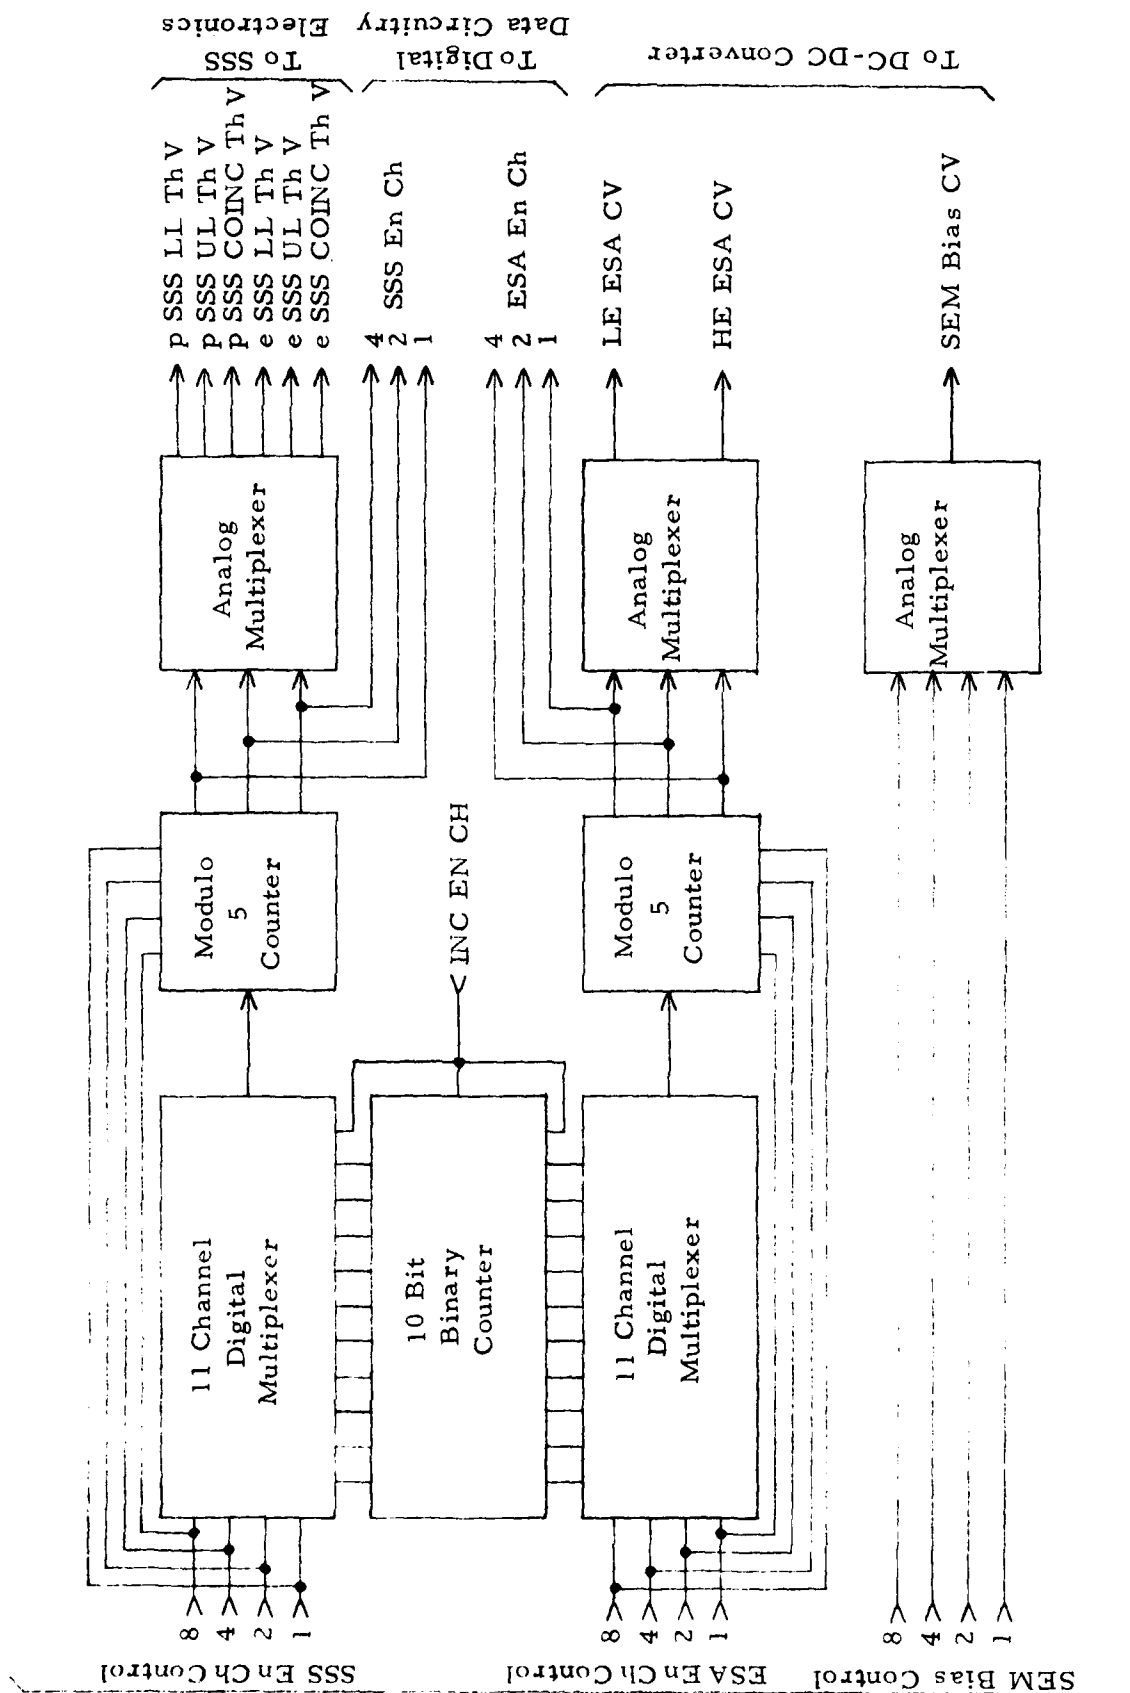 To SSS
Electronics
To Digital
Data Circuitry
To DC-DC Converter
p SSS LL Th V
p SSS UL Th V
p SSS COINC Th V
e SSS LL Th V
e SSS UL Th V
e SSS COINC Th V
4
2
1
SSS En Ch
4
2
1
ESA En Ch
LE ESA CV
HE ESA CV
SEM Bias CV
Analog
Multiplexer
Analog
Multiplexer
Analog
Multiplexer
Modulo
5
Counter
INC EN CH
Modulo
5
Counter
11 Channel
Digital
Multiplexer
10 Bit
Binary
Counter
11 Channel
Digital
Multiplexer
8
4
2
1
SSS En Ch Control
8
4
2
1
ESA En Ch Control
8
4
2
1
SEM Bias Control